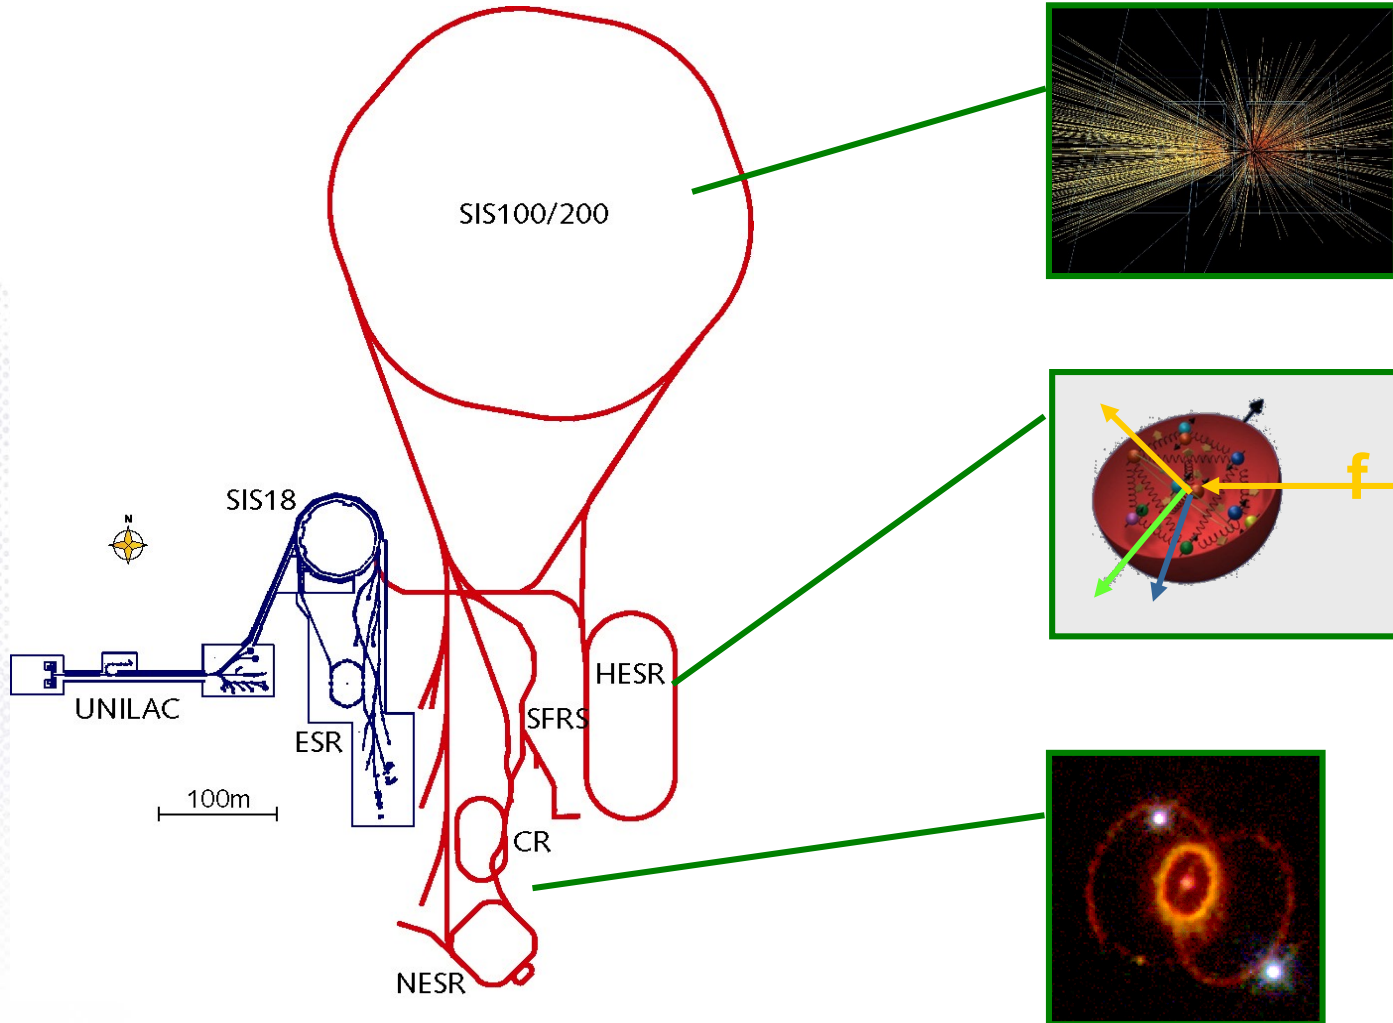 SIS100/200
f
SIS18
N
HESR
UNILAC
SFRS
ESR
100m
CR
NESR